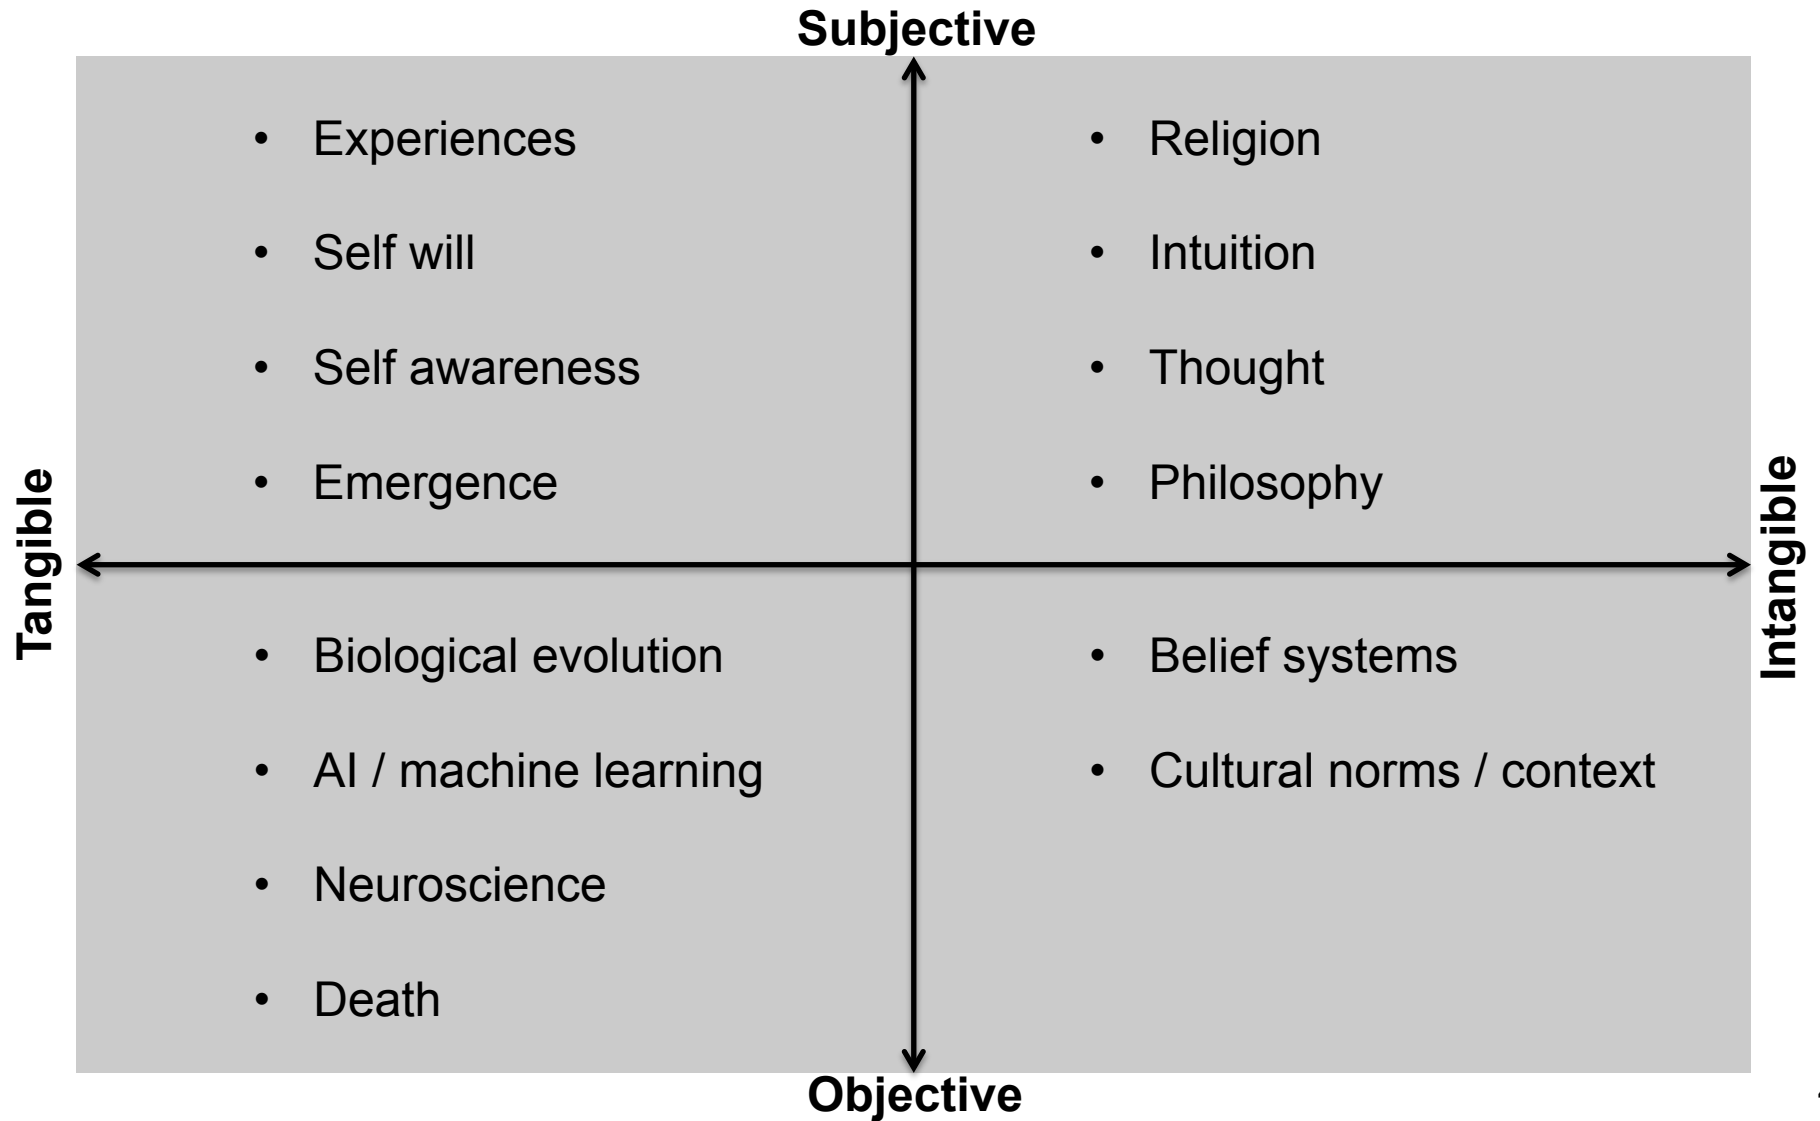 Subjective
• Experiences
• Self will
• Self awareness
• Emergence
• Religion
• Intuition
• Thought
• Philosophy
Tangible
Intangible
• Biological evolution
• AI / machine learning
• Neuroscience
• Death
• Belief systems
• Cultural norms / context
Objective